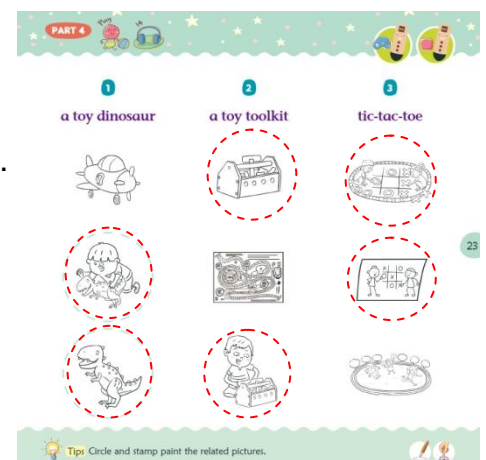 PART 4
Play
1
2
3
a toy dinosaur
a toy toolkit
tic-tac-toe
23
Tips Circle and stamp paint the related pictures.